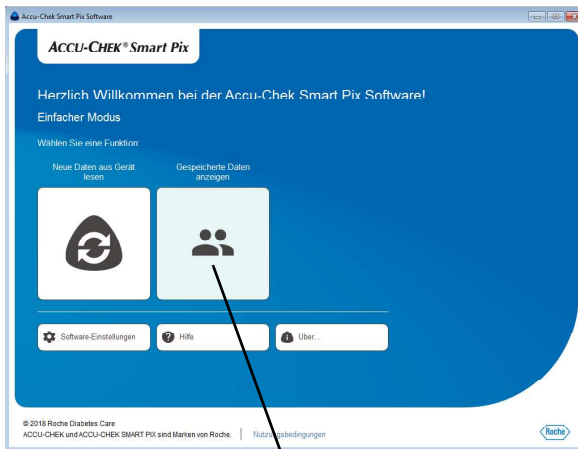 Accu-Chek Smart Pix Software
ACCU-CHEK® Smart Pix
Herzlich Willkommen bei der Accu-Chek Smart Pix Software!
Einfacher Modus
Wählen Sie eine Funktion:
Neue Daten aus Gerät
lesen
Gespeicherte Daten
anzeigen
Software-Einstellungen
Hilfe
Über...
© 2018 Roche Diabetes Care
ACCU-CHEK und ACCU-CHEK SMART PIX sind Marken von Roche.
Nutzungsbedingungen
Roche